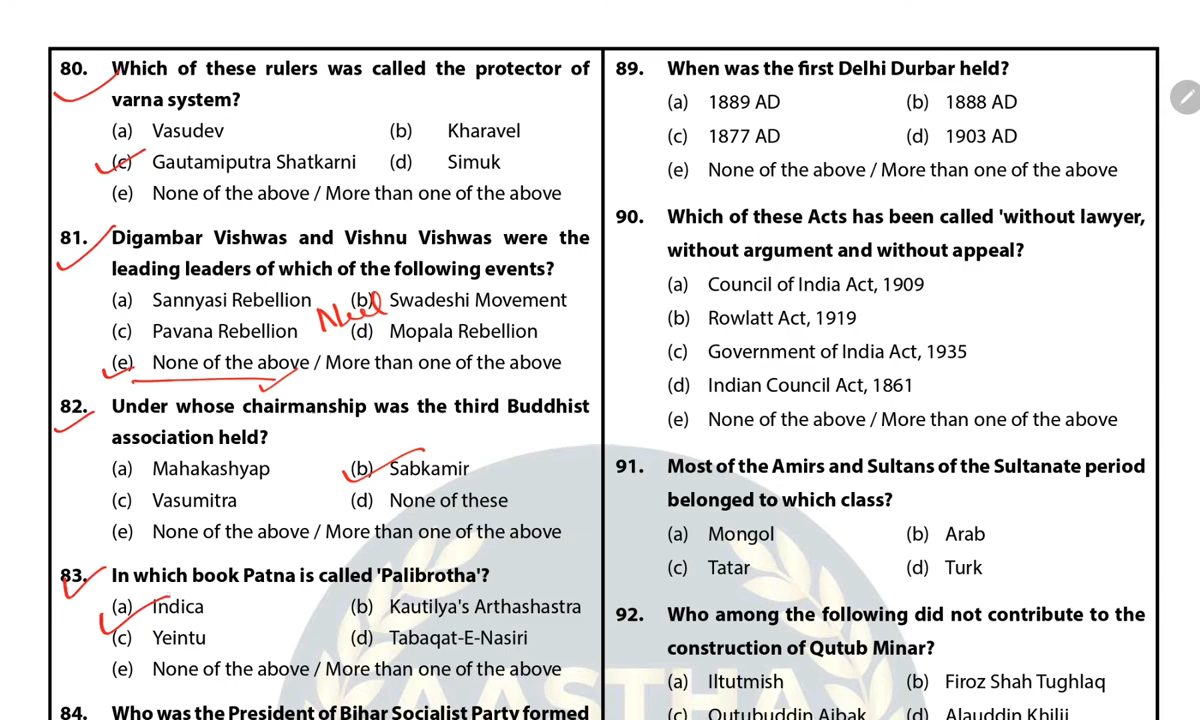 80. Which of these rulers was called the protector of
varna system?
(a) Vasudev (b) Kharavel
(c) Gautamiputra Shatkarni (d) Simuk
(e) None of the above / More than one of the above
81. Digambar Vishwas and Vishnu Vishwas were the
leading leaders of which of the following events?
(a) Sannyasi Rebellion (b) Swadeshi Movement
Neel
(c) Pavana Rebellion (d) Mopala Rebellion
(e) None of the above / More than one of the above
82. Under whose chairmanship was the third Buddhist
association held?
(a) Mahakashyap (b) Sabkamir
(c) Vasumitra (d) None of these
(e) None of the above / More than one of the above
83. In which book Patna is called 'Palibrotha'?
(a) Indica (b) Kautilya's Arthashastra
(c) Yeintu (d) Tabaqat-E-Nasiri
(e) None of the above / More than one of the above
84. Who was the President of Bihar Socialist Party formed
89. When was the first Delhi Durbar held?
(a) 1889 AD (b) 1888 AD
(c) 1877 AD (d) 1903 AD
(e) None of the above / More than one of the above
90. Which of these Acts has been called 'without lawyer,
without argument and without appeal?
(a) Council of India Act, 1909
(b) Rowlatt Act, 1919
(c) Government of India Act, 1935
(d) Indian Council Act, 1861
(e) None of the above / More than one of the above
91. Most of the Amirs and Sultans of the Sultanate period
belonged to which class?
(a) Mongol (b) Arab
(c) Tatar (d) Turk
92. Who among the following did not contribute to the
construction of Qutub Minar?
(a) Iltutmish (b) Firoz Shah Tughlaq
(c) Qutubuddin Aibak (d) Alauddin Khilji
AASTHA